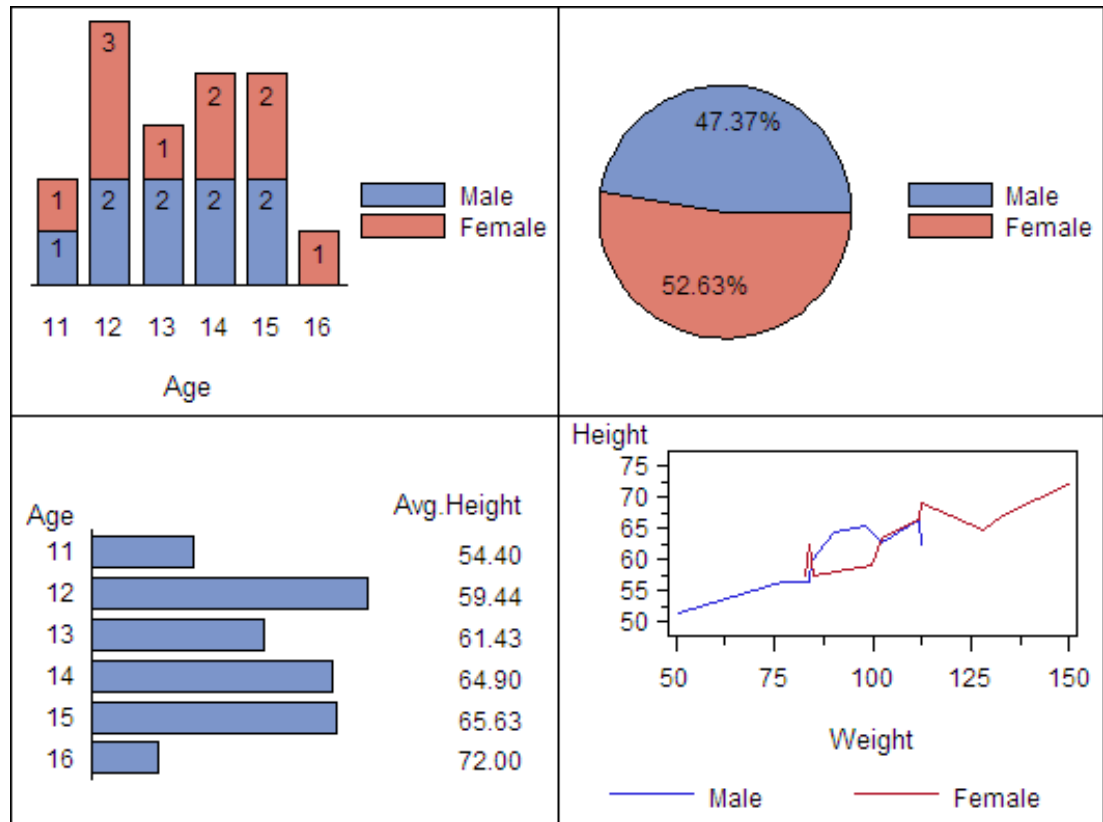 3
2
2
1
1
2
2
2
2
1
1
1
Male
Female
11 12 13 14 15 16
Age
47.37%
52.63%
Male
Female
Age Avg.Height
11 54.40
12 59.44
13 61.43
14 64.90
15 65.63
16 72.00
Height
75
70
65
60
55
50
50 75 100 125 150
Weight
Male Female